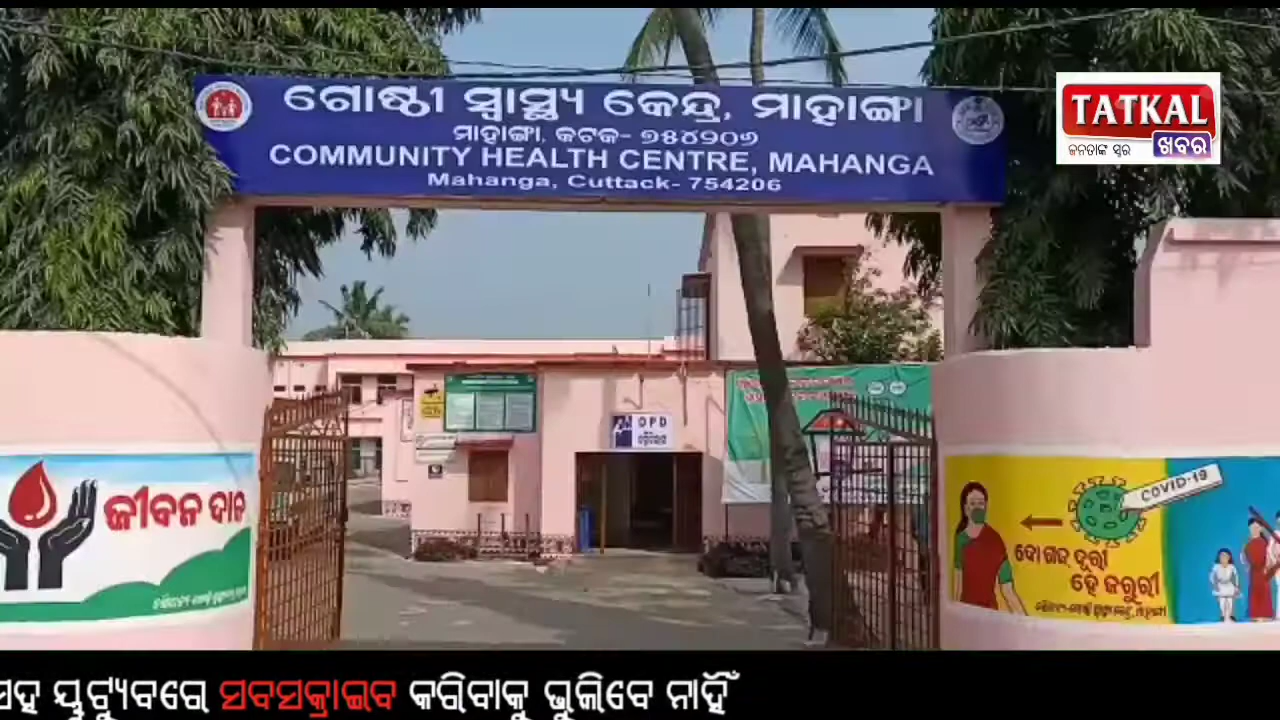 ଗୋଷ୍ଠୀ ସ୍ୱାସ୍ଥ୍ୟ କେନ୍ଦ୍ର, ମାହାଙ୍ଗା
ମାହାଙ୍ଗା, କଟକ- ୭୫୪୨୦୬
COMMUNITY HEALTH CENTRE, MAHANGA
Mahanga, Cuttack- 754206
TATKAL
ଜନତାଙ୍କ ସ୍ୱର ଖବର
OPD
ଜୀବନ ଦାନ
COVID-19
ଦୋ ଗଜ୍ ଦୂରୀ
ହେ ଜରୁରୀ
ସହ ୟୁଟ୍ୟୁବରେ ସବସକ୍ରାଇବ କରିବାକୁ ଭୁଲିବେ ନାହିଁ